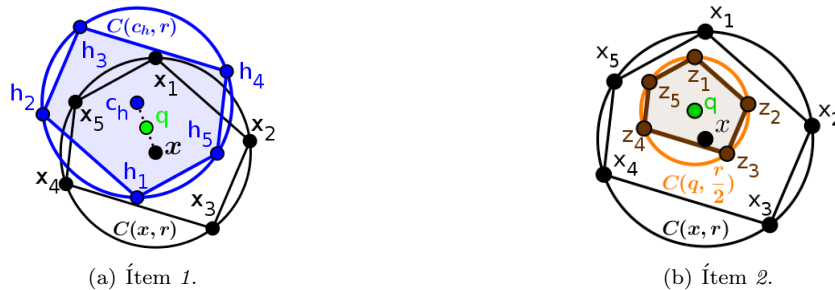 C(c_h, r)
h_3
x_1
h_4
h_2
x_5
c_h
q
x
h_5
x_2
h_1
x_4
x_3
C(x, r)
(a) Ítem 1.
x_1
x_5
z_1
z_5
q
z_2
x_2
x
z_4
z_3
x_4
C(q, r/2)
x_3
C(x, r)
(b) Ítem 2.